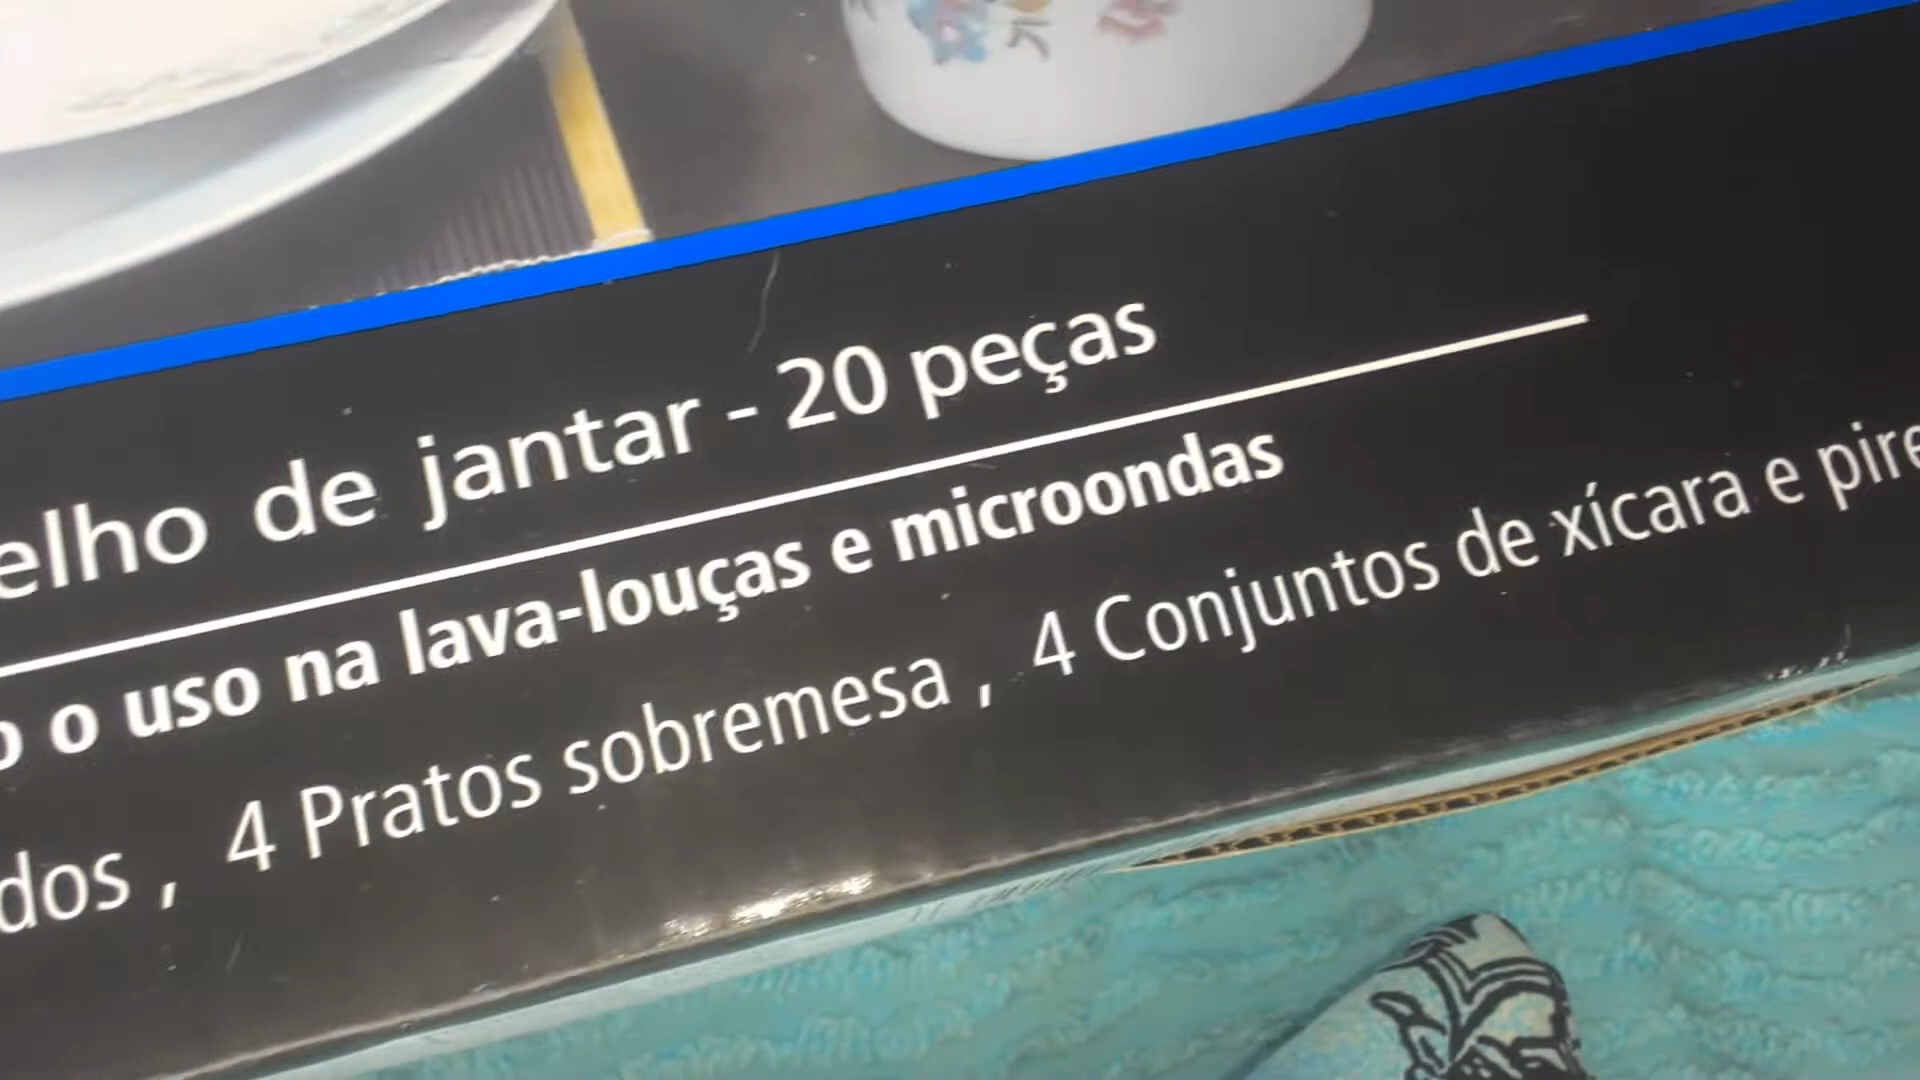 elho de jantar - 20 peças
o uso na lava-louças e microondas
dos , 4 Pratos sobremesa , 4 Conjuntos de xícara e pire